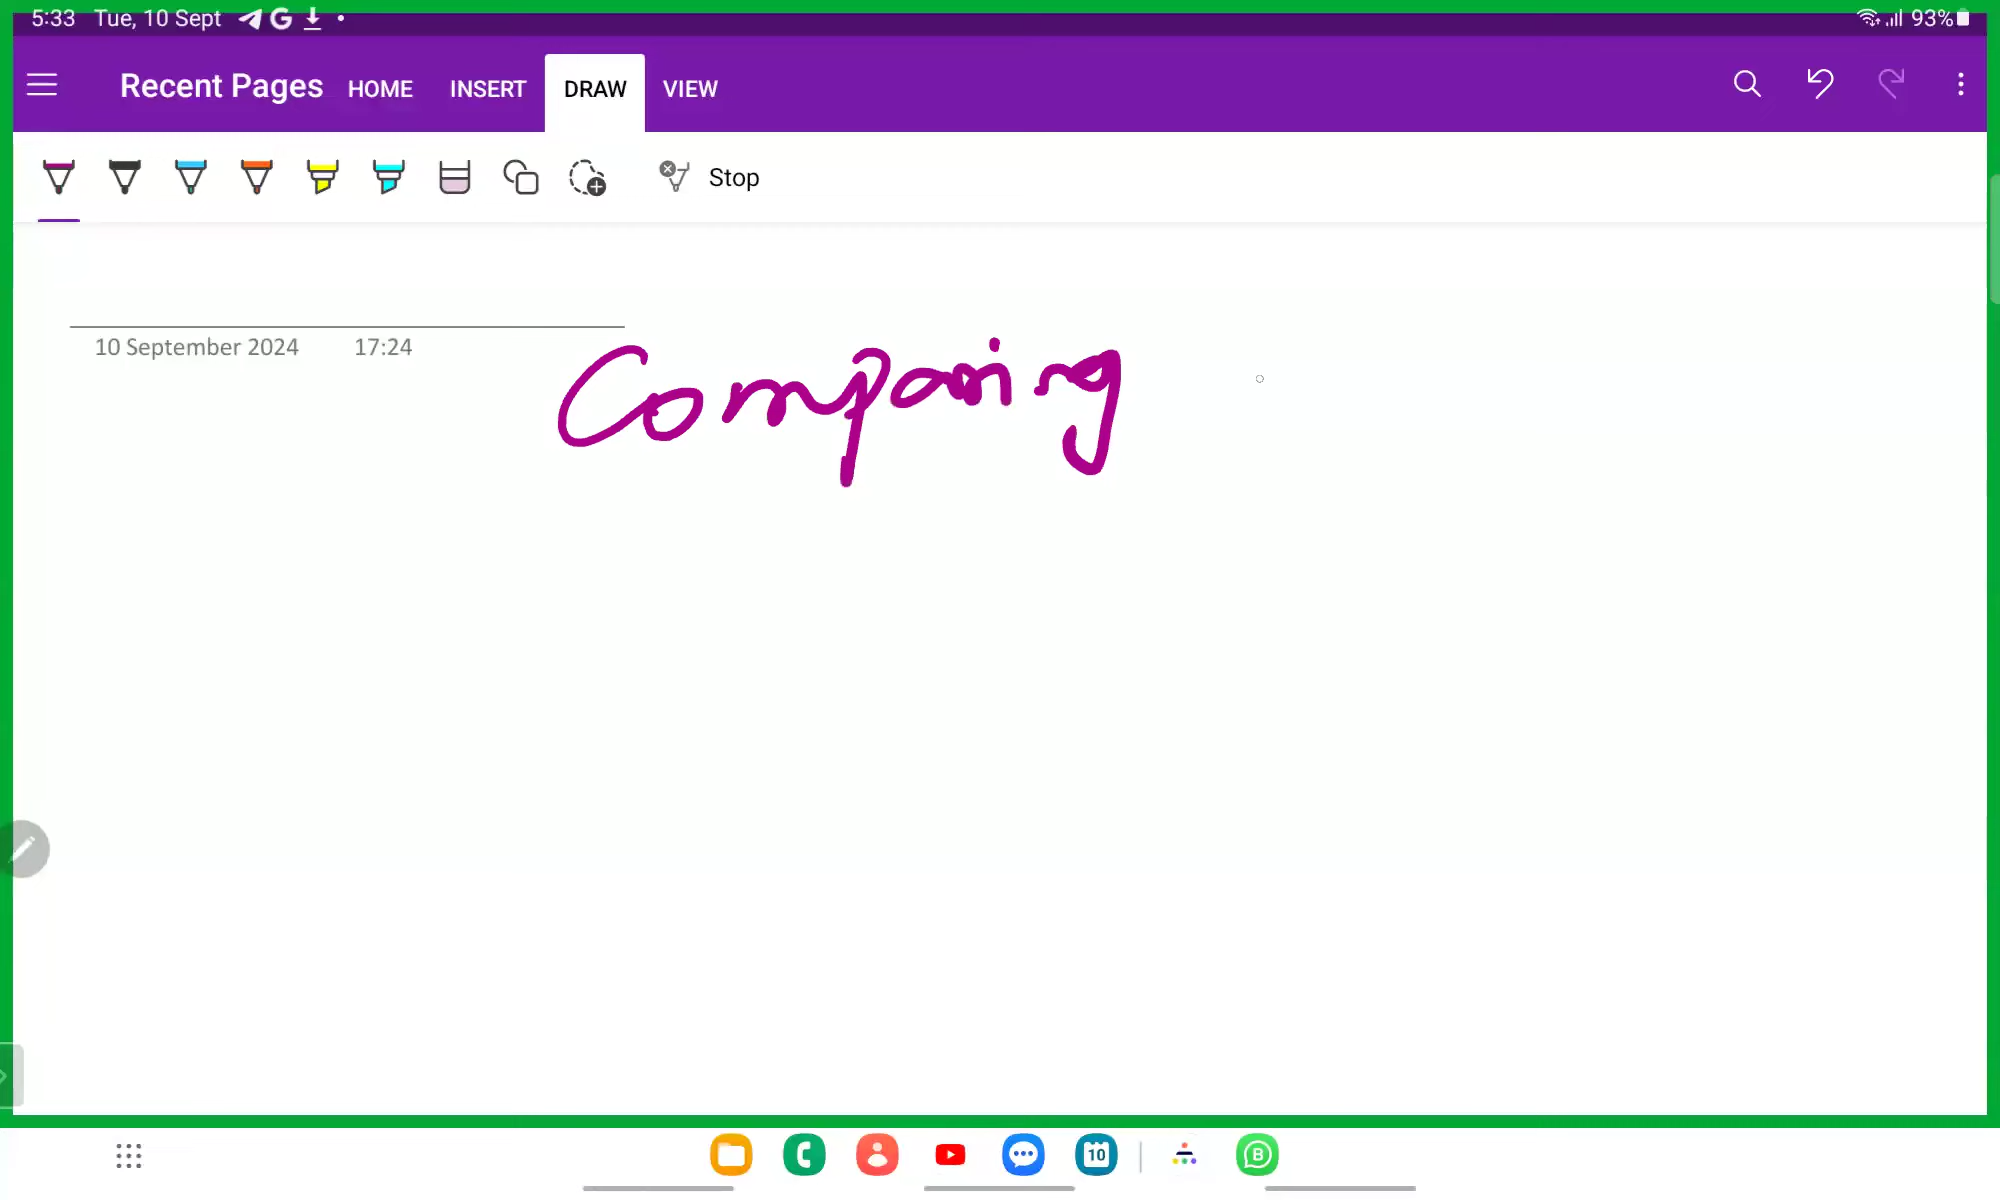 5:33 Tue, 10 Sept 93%
Recent Pages HOME INSERT DRAW VIEW
Stop
10 September 2024 17:24
Comparing
10 B